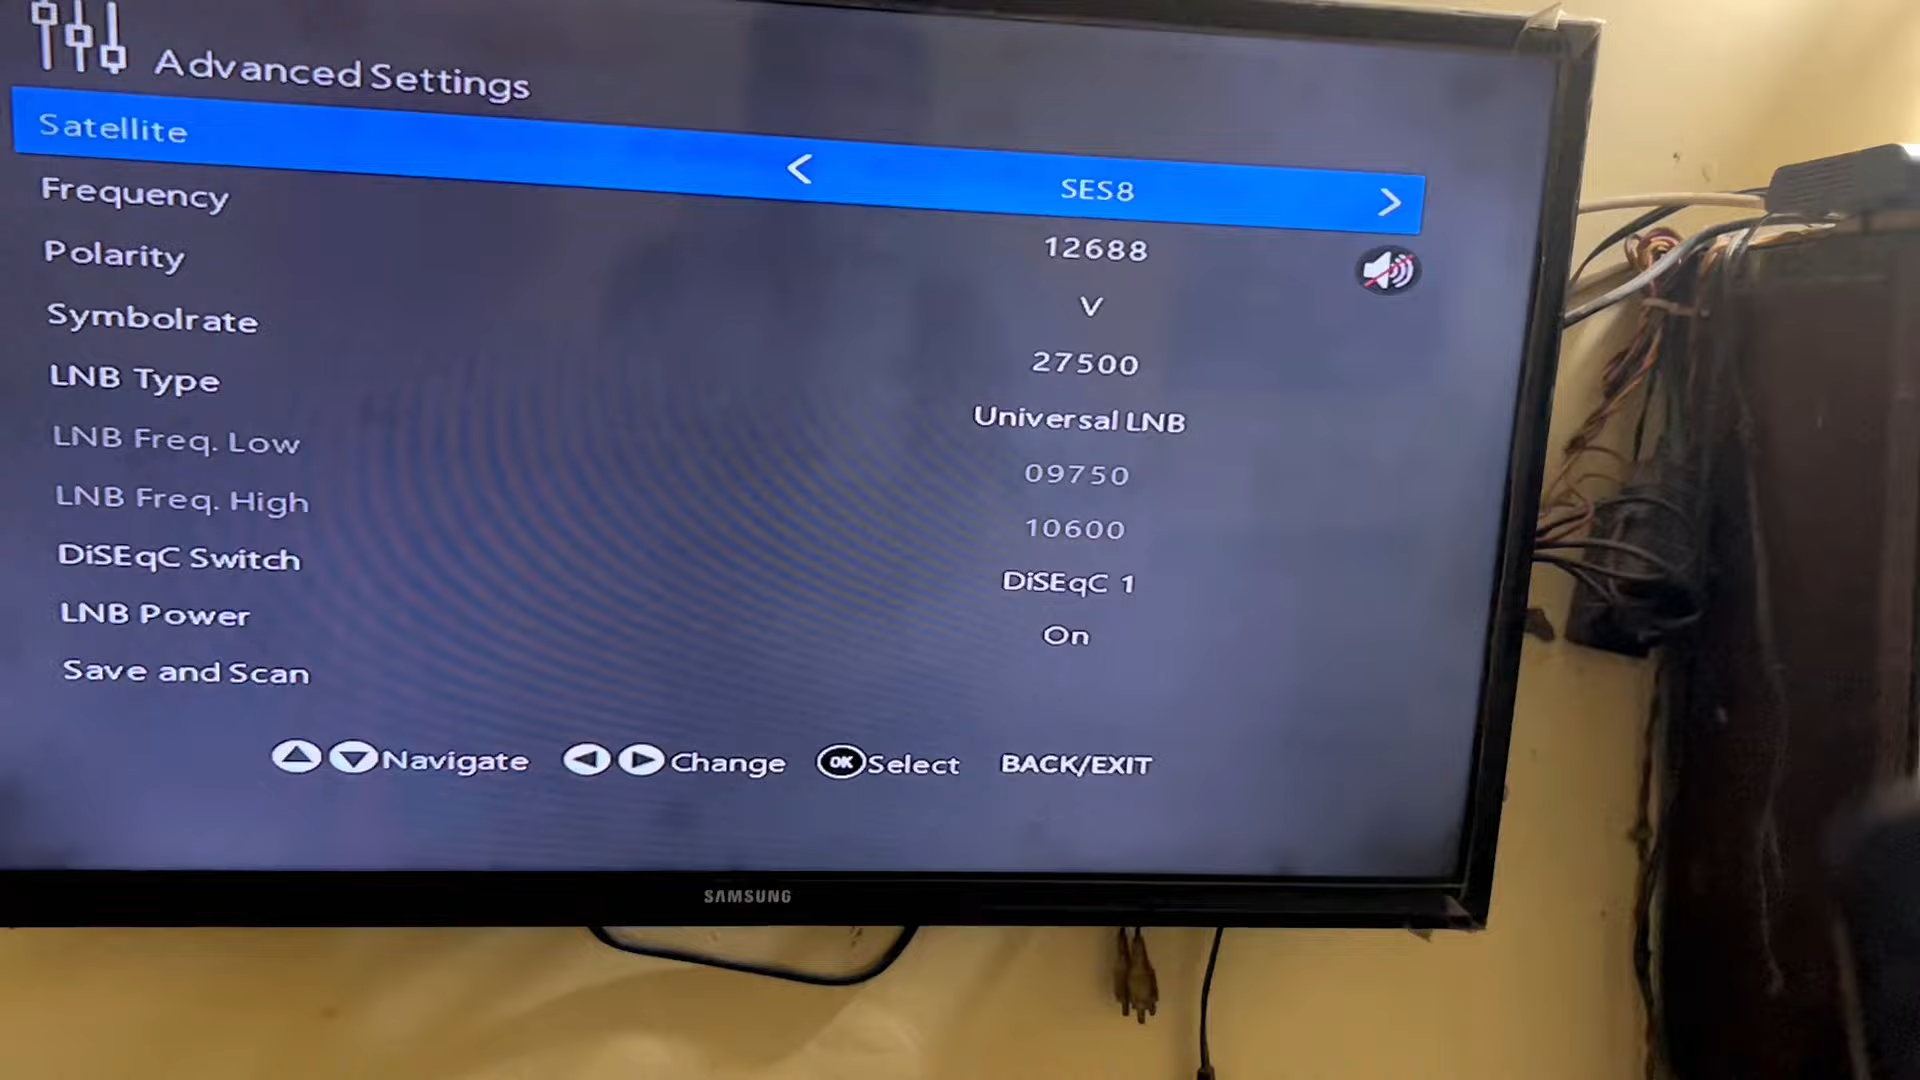 Advanced Settings
Satellite SES8
Frequency 12688
Polarity V
Symbolrate 27500
LNB Type Universal LNB
LNB Freq. Low 09750
LNB Freq. High 10600
DiSEqC Switch DiSEqC 1
LNB Power On
Save and Scan
Navigate Change OK Select BACK/EXIT
SAMSUNG